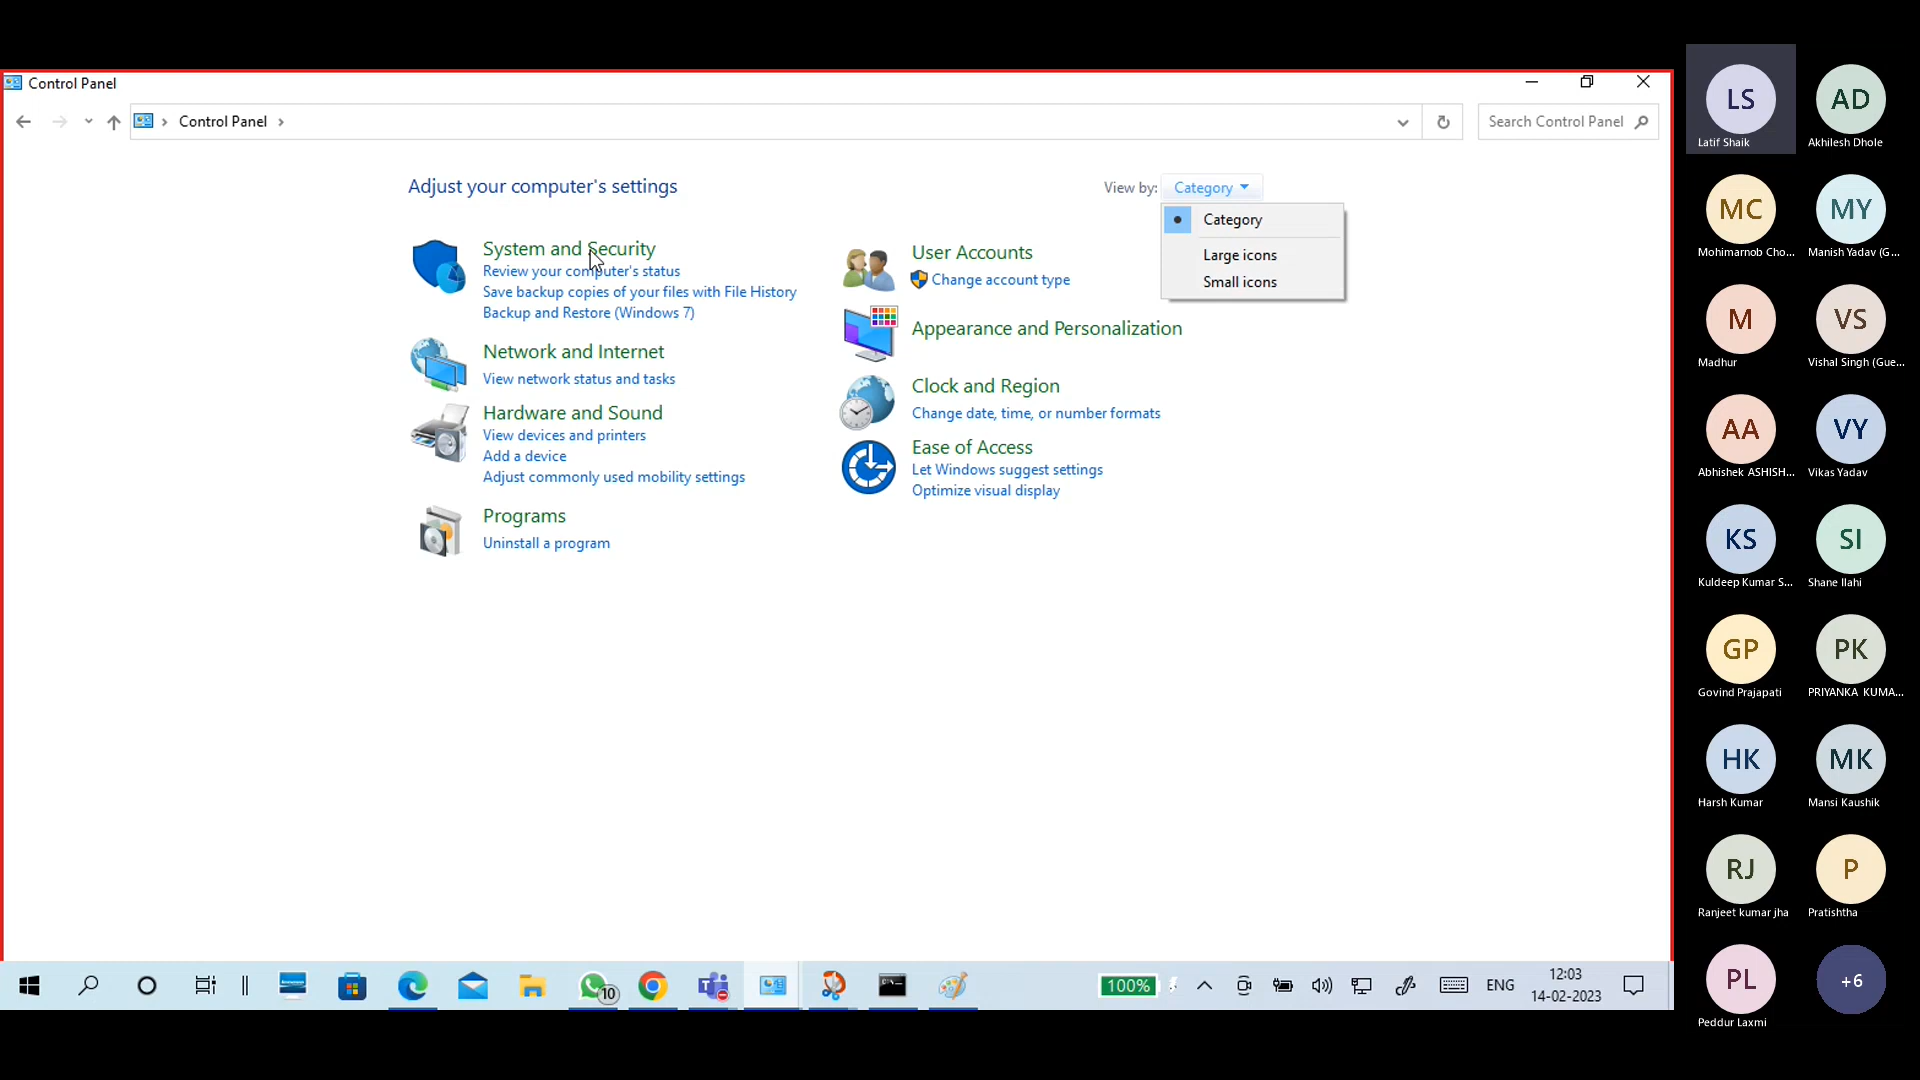 Control Panel
Control Panel
Search Control Panel
Adjust your computer's settings
View by:
Category
Category
Large icons
Small icons
System and Security
Review your computer's status
Save backup copies of your files with File History
Backup and Restore (Windows 7)
Network and Internet
View network status and tasks
Hardware and Sound
View devices and printers
Add a device
Adjust commonly used mobility settings
Programs
Uninstall a program
User Accounts
Change account type
Appearance and Personalization
Clock and Region
Change date, time, or number formats
Ease of Access
Let Windows suggest settings
Optimize visual display
10
100%
ENG
12:03
14-02-2023
LS
Latif Shaik
AD
Akhilesh Dhole
MC
Mohimarnob Cho...
MY
Manish Yadav (G...
M
Madhur
VS
Vishal Singh (Gue...
AA
Abhishek ASHISH...
VY
Vikas Yadav
KS
Kuldeep Kumar S...
SI
Shane Ilahi
GP
Govind Prajapati
PK
PRIYANKA KUMA...
HK
Harsh Kumar
MK
Mansi Kaushik
RJ
Ranjeet kumar jha
P
Pratishtha
PL
Peddur Laxmi
+6